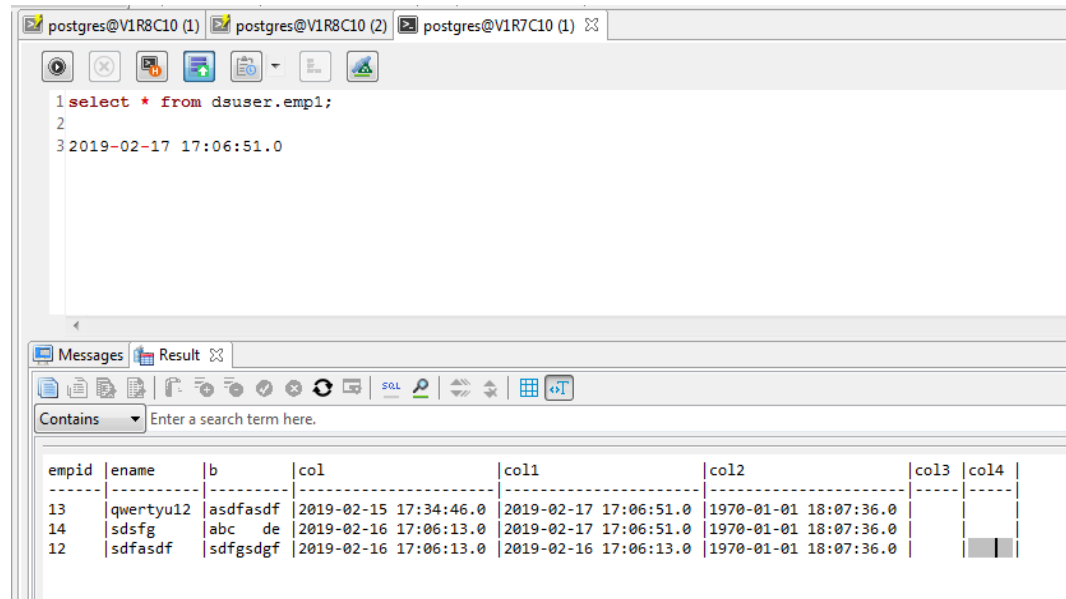 postgres@V1R8C10 (1) postgres@V1R8C10 (2) postgres@V1R7C10 (1)
1 select * from dsuser.emp1;
2
3 2019-02-17 17:06:51.0
Messages Result
SQL T
Contains Enter a search term here.
empid |ename |b |col |col1 |col2 |col3 |col4 |
------|----------|---------|----------------------|----------------------|----------------------|-----|-----|
13 |qwertyu12 |asdfasdf |2019-02-15 17:34:46.0 |2019-02-17 17:06:51.0 |1970-01-01 18:07:36.0 | | |
14 |sdsfg |abc   de |2019-02-16 17:06:13.0 |2019-02-17 17:06:51.0 |1970-01-01 18:07:36.0 | | |
12 |sdfasdf |sdfgsdgf |2019-02-16 17:06:13.0 |2019-02-16 17:06:13.0 |1970-01-01 18:07:36.0 | | |